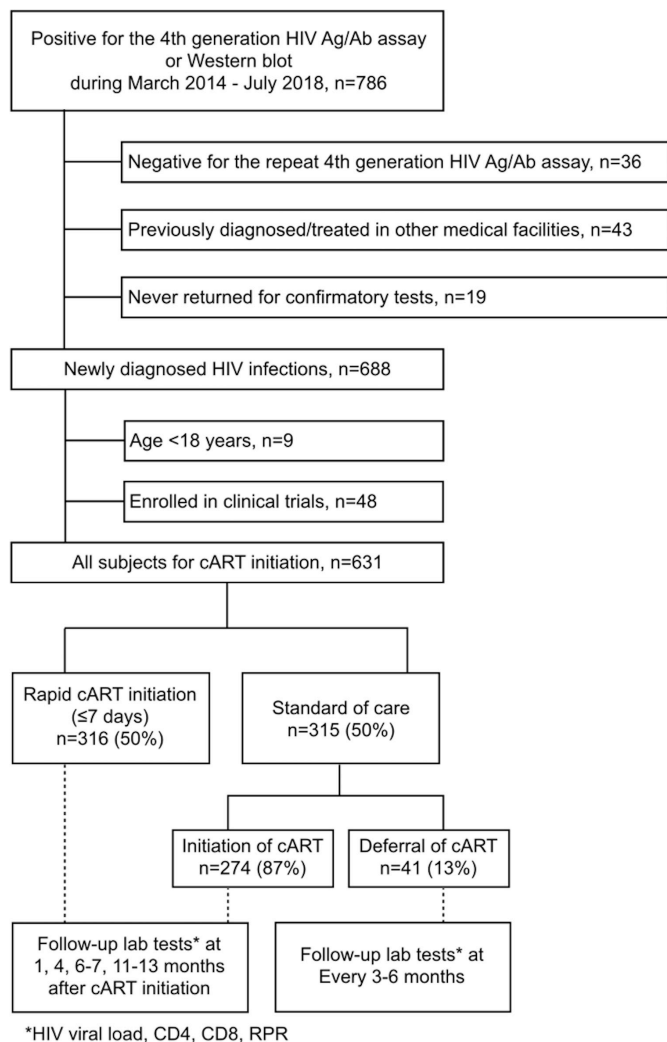 Positive for the 4th generation HIV Ag/Ab assay
or Western blot
during March 2014 - July 2018, n=786
Negative for the repeat 4th generation HIV Ag/Ab assay, n=36
Previously diagnosed/treated in other medical facilities, n=43
Never returned for confirmatory tests, n=19
Newly diagnosed HIV infections, n=688
Age <18 years, n=9
Enrolled in clinical trials, n=48
All subjects for cART initiation, n=631
Rapid cART initiation
(≤7 days)
n=316 (50%)
Standard of care
n=315 (50%)
Initiation of cART
n=274 (87%)
Deferral of cART
n=41 (13%)
Follow-up lab tests* at
1, 4, 6-7, 11-13 months
after cART initiation
Follow-up lab tests* at
Every 3-6 months
*HIV viral load, CD4, CD8, RPR